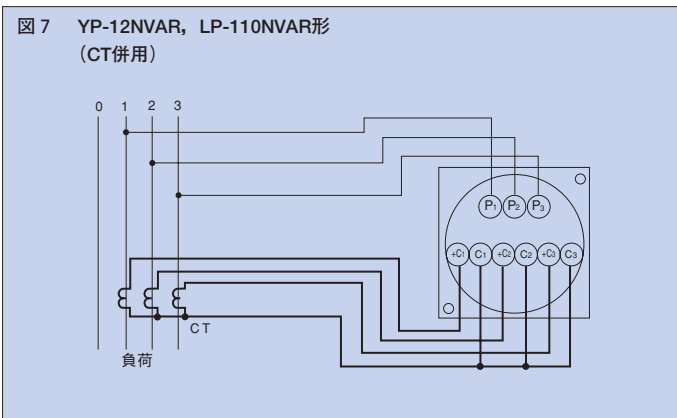 図 7 YP-12NVAR，LP-110NVAR形
（CT併用）
0 1 2 3
P1 P2 P3
+C1 C1 +C2 C2 +C3 C3
CT
負荷